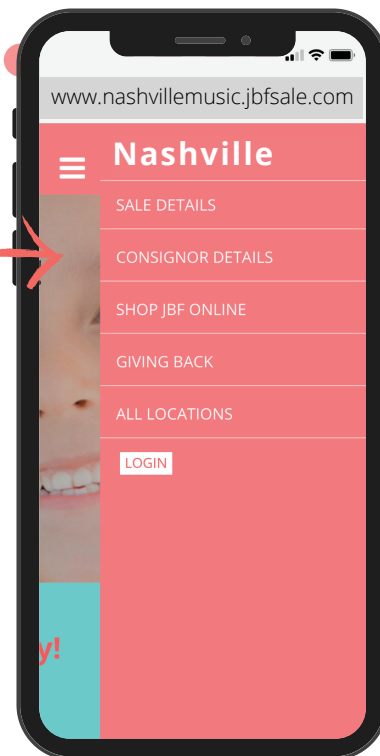 www.nashvillemusic.jbfsale.com
Nashville
SALE DETAILS
CONSIGNOR DETAILS
SHOP JBF ONLINE
GIVING BACK
ALL LOCATIONS
LOGIN
y!